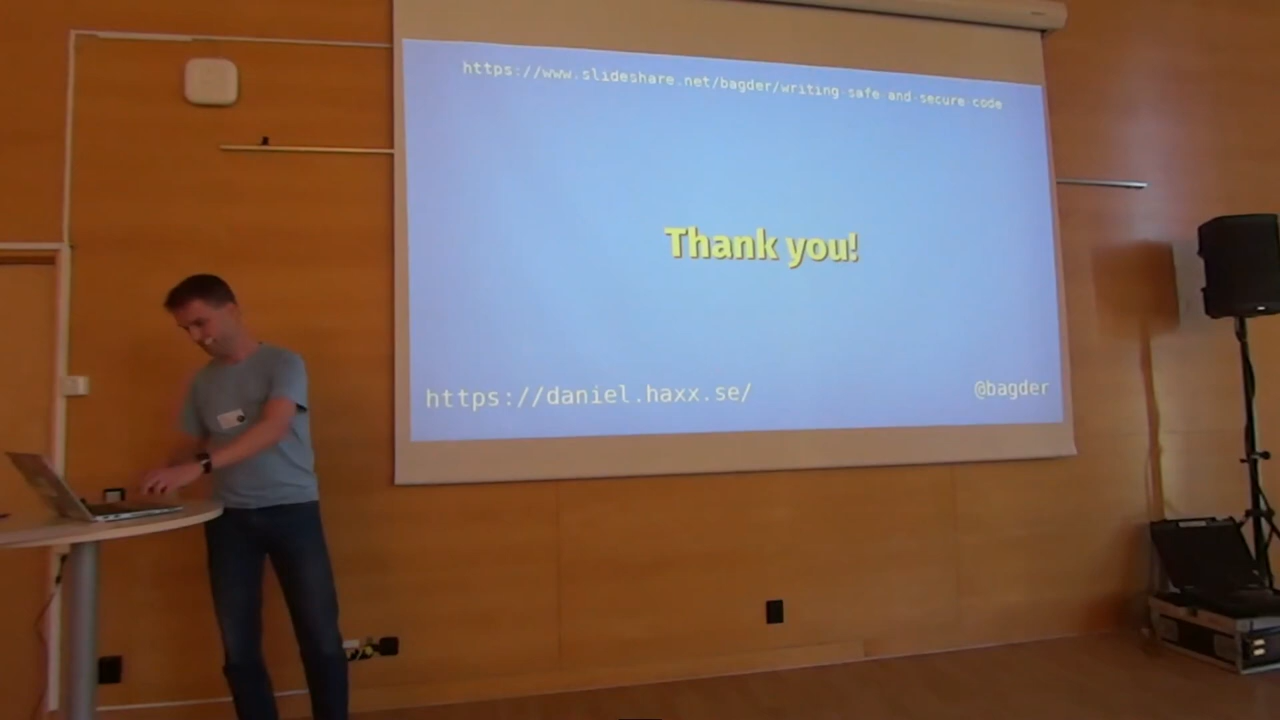 https://www.slideshare.net/bagder/writing-safe-and-secure-code
Thank you!
https://daniel.haxx.se/
@bagder